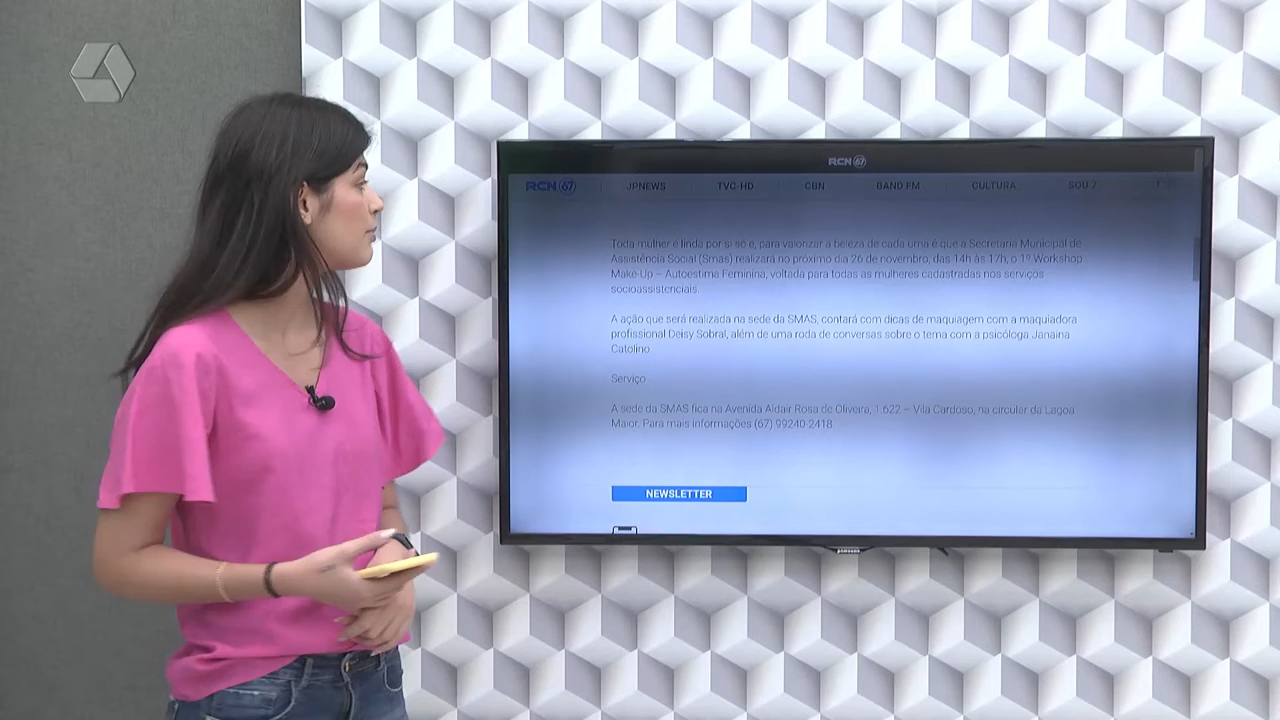 RCN 67
RCN 67 JPNEWS TVC-HD CBN BAND FM CULTURA SOU 7
Toda mulher é linda por si só e, para valorizar a beleza de cada uma é que a Secretaria Municipal de
Assistência Social (Smas) realizará no próximo dia 26 de novembro, das 14h às 17h, o 1º Workshop
Make-Up – Autoestima Feminina, voltada para todas as mulheres cadastradas nos serviços
socioassistenciais.
A ação que será realizada na sede da SMAS, contará com dicas de maquiagem com a maquiadora
profissional Deisy Sobral, além de uma roda de conversas sobre o tema com a psicóloga Janaina
Catolino
Serviço
A sede da SMAS fica na Avenida Aldair Rosa de Oliveira, 1.622 – Vila Cardoso, na circular da Lagoa
Maior. Para mais informações (67) 99240-2418
NEWSLETTER
SAMSUNG